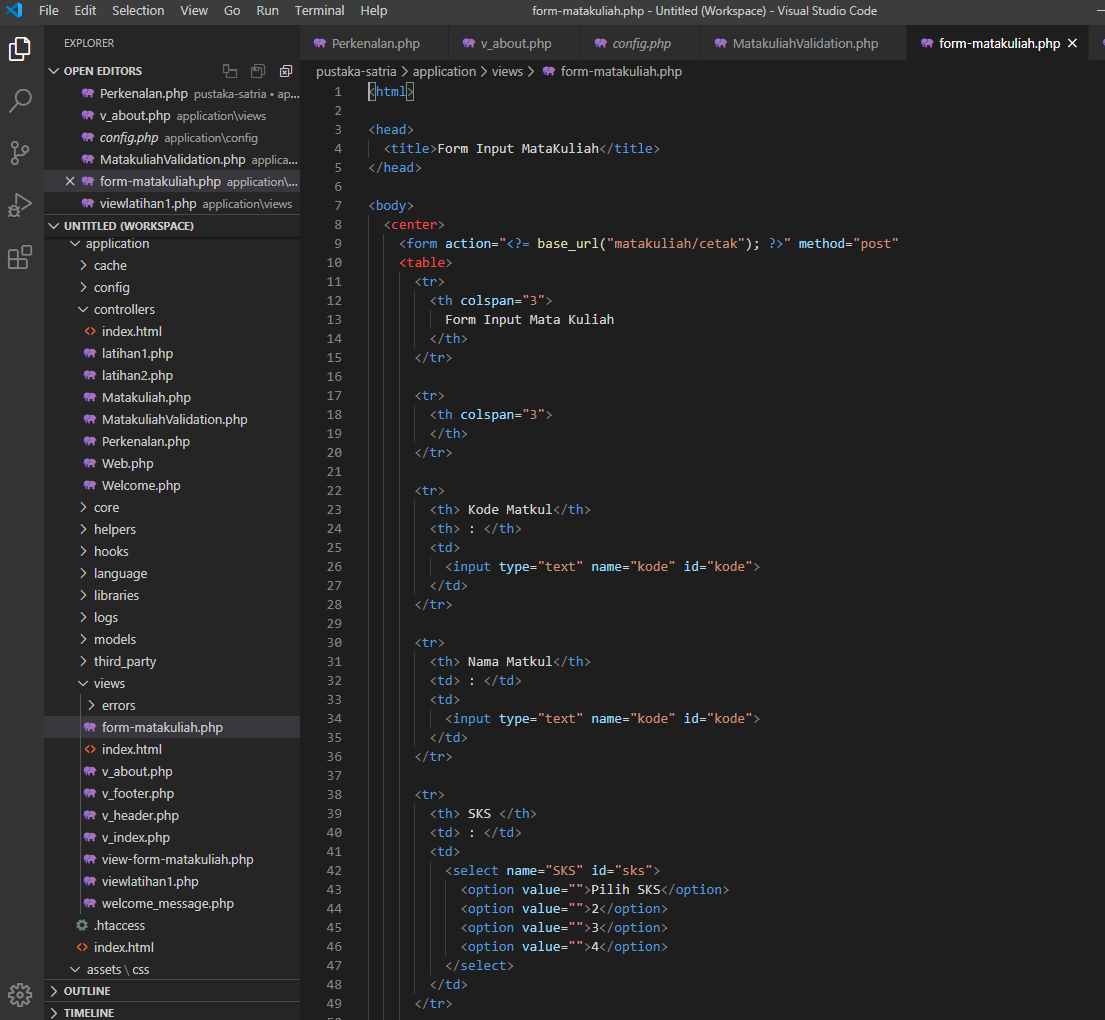 File Edit Selection View Go Run Terminal Help form-matakuliah.php - Untitled (Workspace) - Visual Studio Code
EXPLORER
Perkenalan.php v_about.php config.php MatakuliahValidation.php form-matakuliah.php
OPEN EDITORS
Perkenalan.php pustaka-satria • ap...
v_about.php application\views
config.php application\config
MatakuliahValidation.php applica...
form-matakuliah.php application\...
viewlatihan1.php application\views
UNTITLED (WORKSPACE)
application
cache
config
controllers
index.html
latihan1.php
latihan2.php
Matakuliah.php
MatakuliahValidation.php
Perkenalan.php
Web.php
Welcome.php
core
helpers
hooks
language
libraries
logs
models
third_party
views
errors
form-matakuliah.php
index.html
v_about.php
v_footer.php
v_header.php
v_index.php
view-form-matakuliah.php
viewlatihan1.php
welcome_message.php
.htaccess
index.html
assets \ css
OUTLINE
TIMELINE
pustaka-satria > application > views > form-matakuliah.php
1 <html>
2
3 <head>
4 <title>Form Input MataKuliah</title>
5 </head>
6
7 <body>
8 <center>
9 <form action="<?= base_url("matakuliah/cetak"); ?>" method="post"
10 <table>
11 <tr>
12 <th colspan="3">
13 Form Input Mata Kuliah
14 </th>
15 </tr>
16
17 <tr>
18 <th colspan="3">
19 </th>
20 </tr>
21
22 <tr>
23 <th> Kode Matkul</th>
24 <th> : </th>
25 <td>
26 <input type="text" name="kode" id="kode">
27 </td>
28 </tr>
29
30 <tr>
31 <th> Nama Matkul</th>
32 <td> : </td>
33 <td>
34 <input type="text" name="kode" id="kode">
35 </td>
36 </tr>
37
38 <tr>
39 <th> SKS </th>
40 <td> : </td>
41 <td>
42 <select name="SKS" id="sks">
43 <option value="">Pilih SKS</option>
44 <option value="">2</option>
45 <option value="">3</option>
46 <option value="">4</option>
47 </select>
48 </td>
49 </tr>